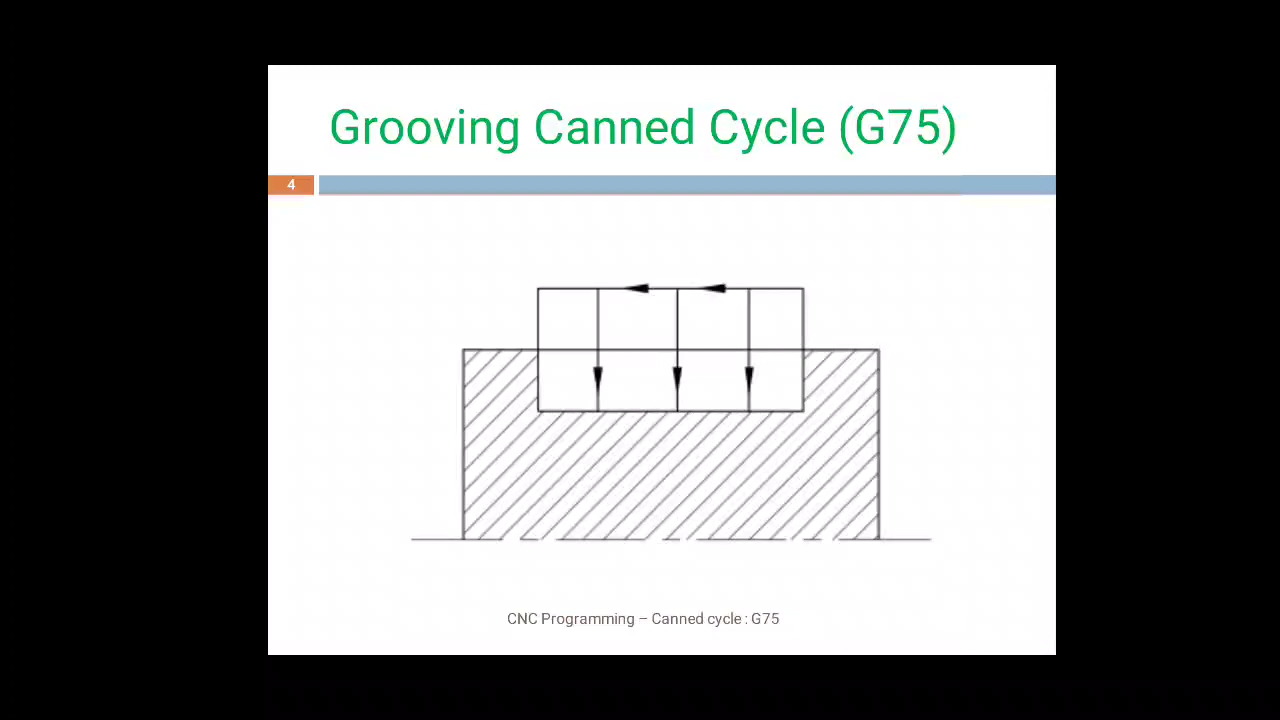 Grooving Canned Cycle (G75)
4
CNC Programming – Canned cycle : G75